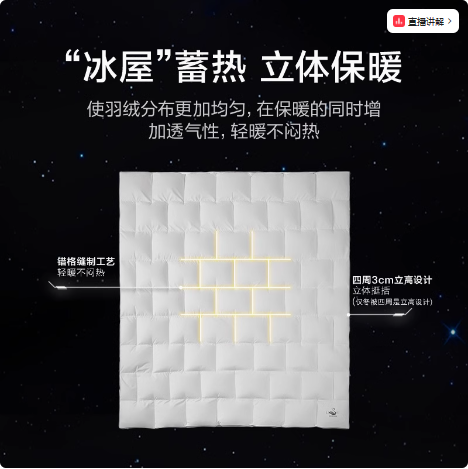 直播讲解
“冰屋”蓄热 立体保暖
使羽绒分布更加均匀，在保暖的同时增
加透气性，轻暖不闷热
错格缝制工艺
轻暖不闷热
四周3cm立高设计
立体挺括
(仅冬被四周是立高设计)